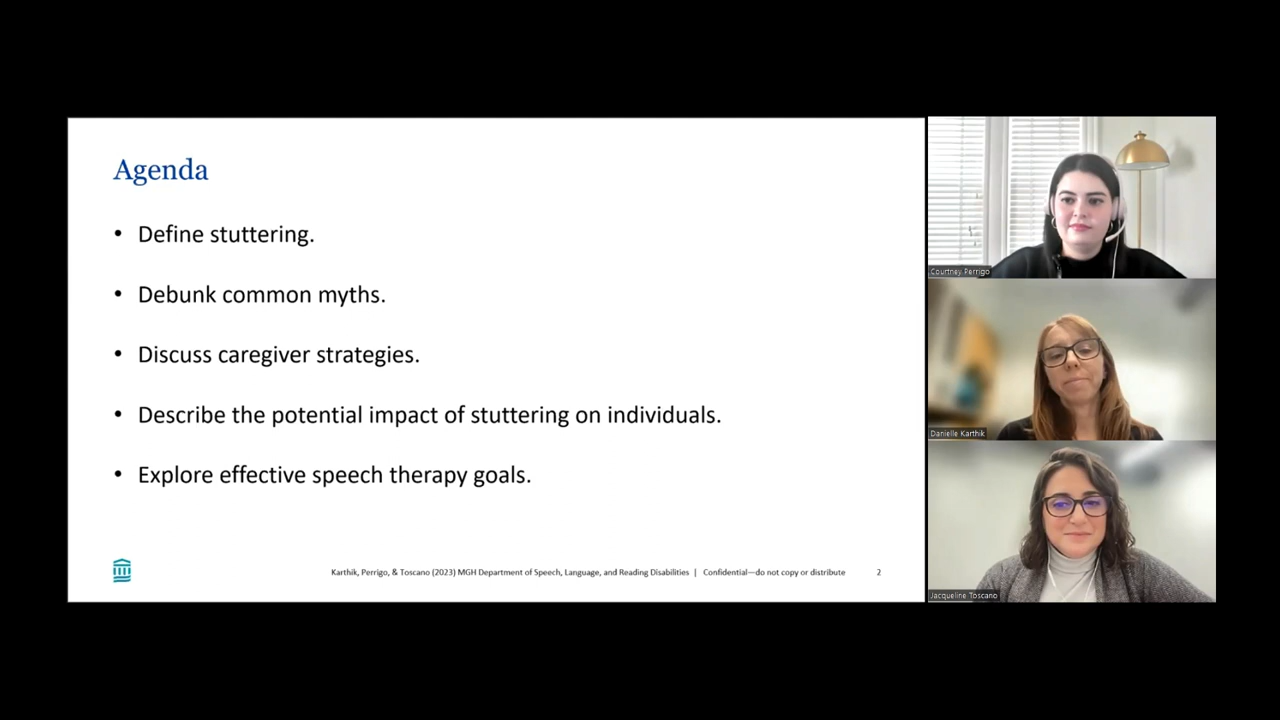 Agenda
• Define stuttering.
• Debunk common myths.
• Discuss caregiver strategies.
• Describe the potential impact of stuttering on individuals.
• Explore effective speech therapy goals.
Karthik, Perrigo, & Toscano (2023) MGH Department of Speech, Language, and Reading Disabilities | Confidential—do not copy or distribute 2
Courtney Perrigo
Danielle Karthik
Jacqueline Toscano